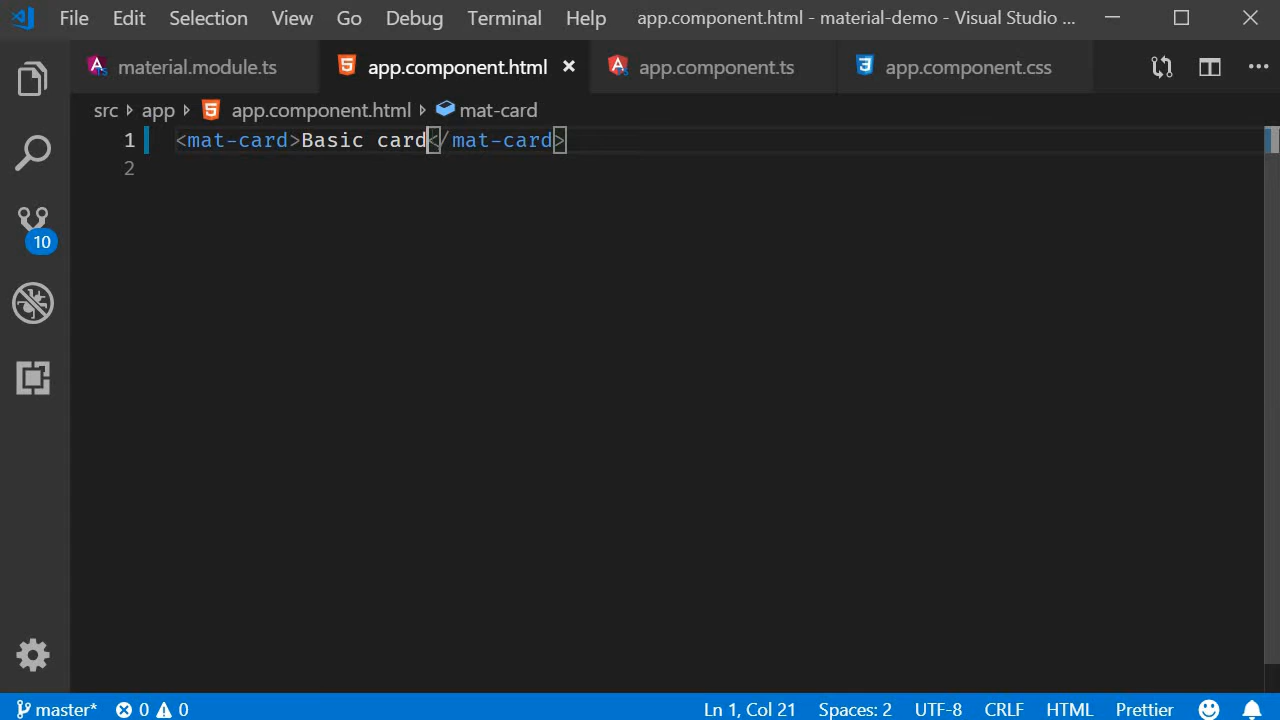 File Edit Selection View Go Debug Terminal Help app.component.html - material-demo - Visual Studio ...
material.module.ts app.component.html app.component.ts app.component.css
src app app.component.html mat-card
1 <mat-card>Basic card</mat-card>
2
10
master* 0 0 Ln 1, Col 21 Spaces: 2 UTF-8 CRLF HTML Prettier